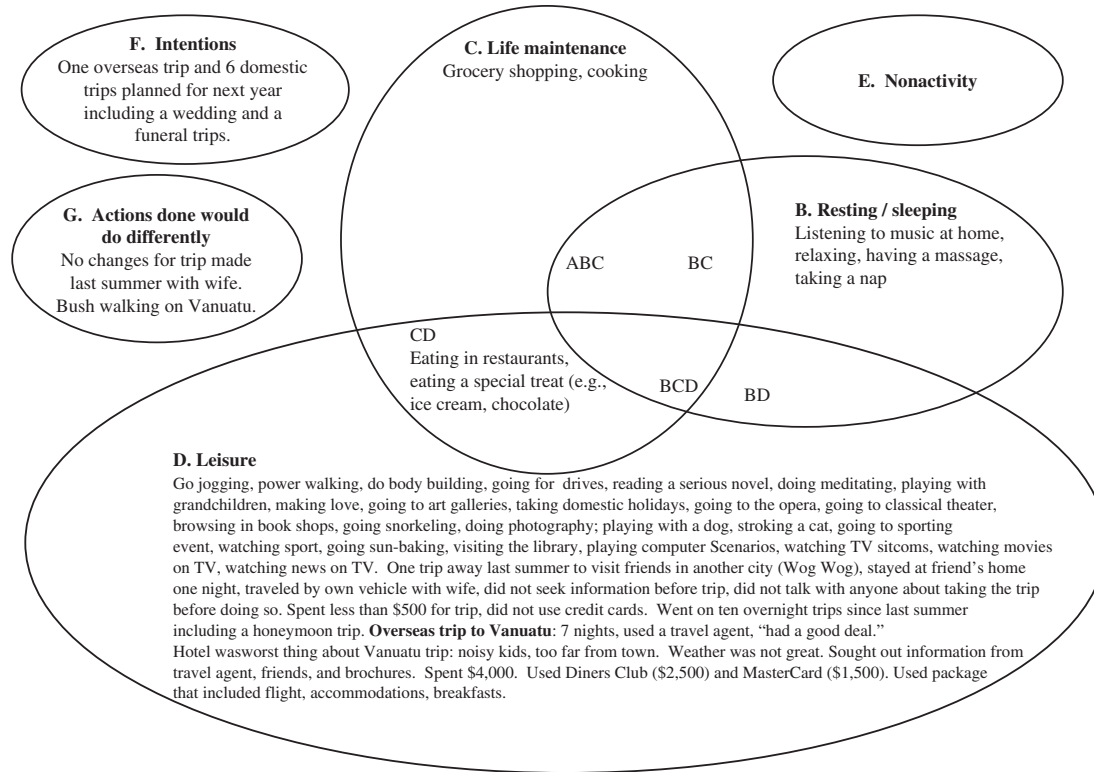 F. Intentions
One overseas trip and 6 domestic
trips planned for next year
including a wedding and a
funeral trips.
C. Life maintenance
Grocery shopping, cooking
E. Nonactivity
G. Actions done would
do differently
No changes for trip made
last summer with wife.
Bush walking on Vanuatu.
B. Resting / sleeping
Listening to music at home,
relaxing, having a massage,
taking a nap
ABC
BC
CD
Eating in restaurants,
eating a special treat (e.g.,
ice cream, chocolate)
BCD
BD
D. Leisure
Go jogging, power walking, do body building, going for drives, reading a serious novel, doing meditating, playing with
grandchildren, making love, going to art galleries, taking domestic holidays, going to the opera, going to classical theater,
browsing in book shops, going snorkeling, doing photography; playing with a dog, stroking a cat, going to sporting
event, watching sport, going sun-baking, visiting the library, playing computer Scenarios, watching TV sitcoms, watching movies
on TV, watching news on TV. One trip away last summer to visit friends in another city (Wog Wog), stayed at friend's home
one night, traveled by own vehicle with wife, did not seek information before trip, did not talk with anyone about taking the trip
before doing so. Spent less than $500 for trip, did not use credit cards. Went on ten overnight trips since last summer
including a honeymoon trip. Overseas trip to Vanuatu: 7 nights, used a travel agent, “had a good deal.”
Hotel wasworst thing about Vanuatu trip: noisy kids, too far from town. Weather was not great. Sought out information from
travel agent, friends, and brochures. Spent $4,000. Used Diners Club ($2,500) and MasterCard ($1,500). Used package
that included flight, accommodations, breakfasts.